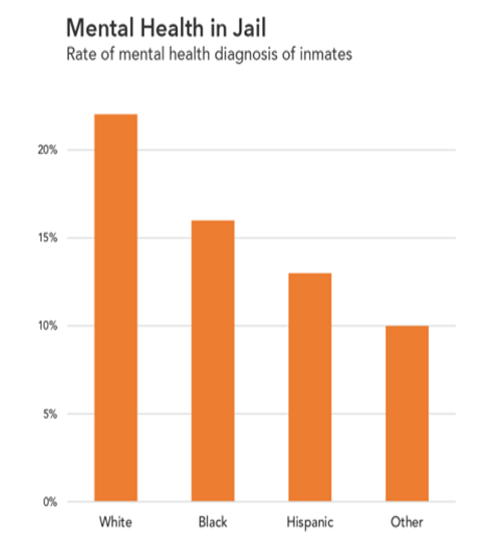 Mental Health in Jail
Rate of mental health diagnosis of inmates
20%
15%
10%
5%
0%
White Black Hispanic Other